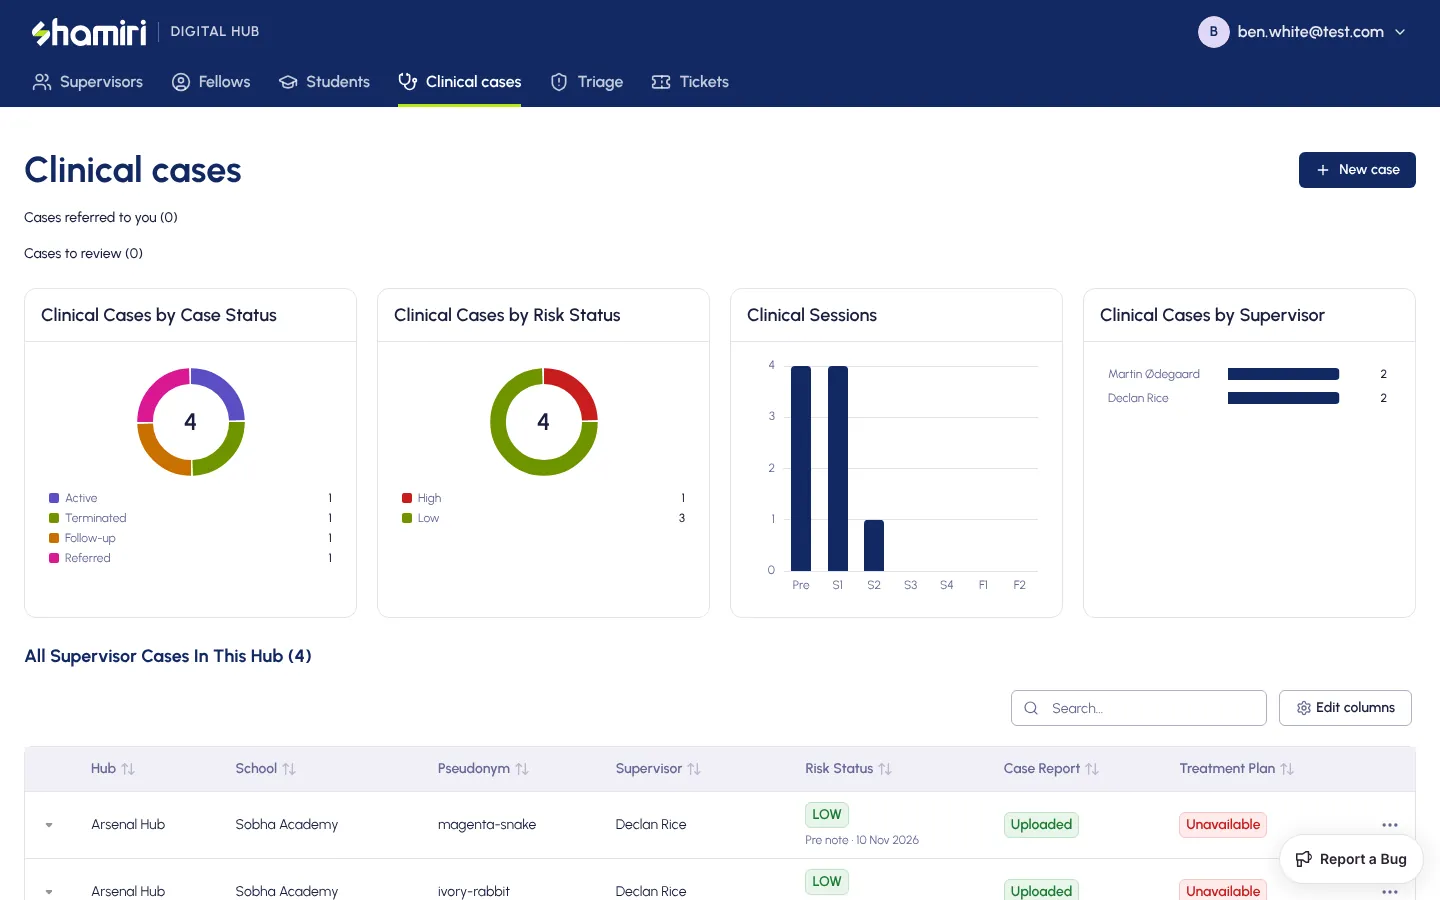 shamiri DIGITAL HUB
B ben.white@test.com
Supervisors Fellows Students Clinical cases Triage Tickets
Clinical cases
New case
Cases referred to you (0)
Cases to review (0)
Clinical Cases by Case Status
4
Active 1
Terminated 1
Follow-up 1
Referred 1
Clinical Cases by Risk Status
4
High 1
Low 3
Clinical Sessions
4
3
2
1
0
Pre S1 S2 S3 S4 F1 F2
Clinical Cases by Supervisor
Martin Ødegaard 2
Declan Rice 2
All Supervisor Cases In This Hub (4)
Search...
Edit columns
Hub School Pseudonym Supervisor Risk Status Case Report Treatment Plan
Arsenal Hub Sobha Academy magenta-snake Declan Rice LOW Uploaded Unavailable
Pre note · 10 Nov 2026
Report a Bug
Arsenal Hub Sobha Academy ivory-rabbit Declan Rice LOW Uploaded Unavailable